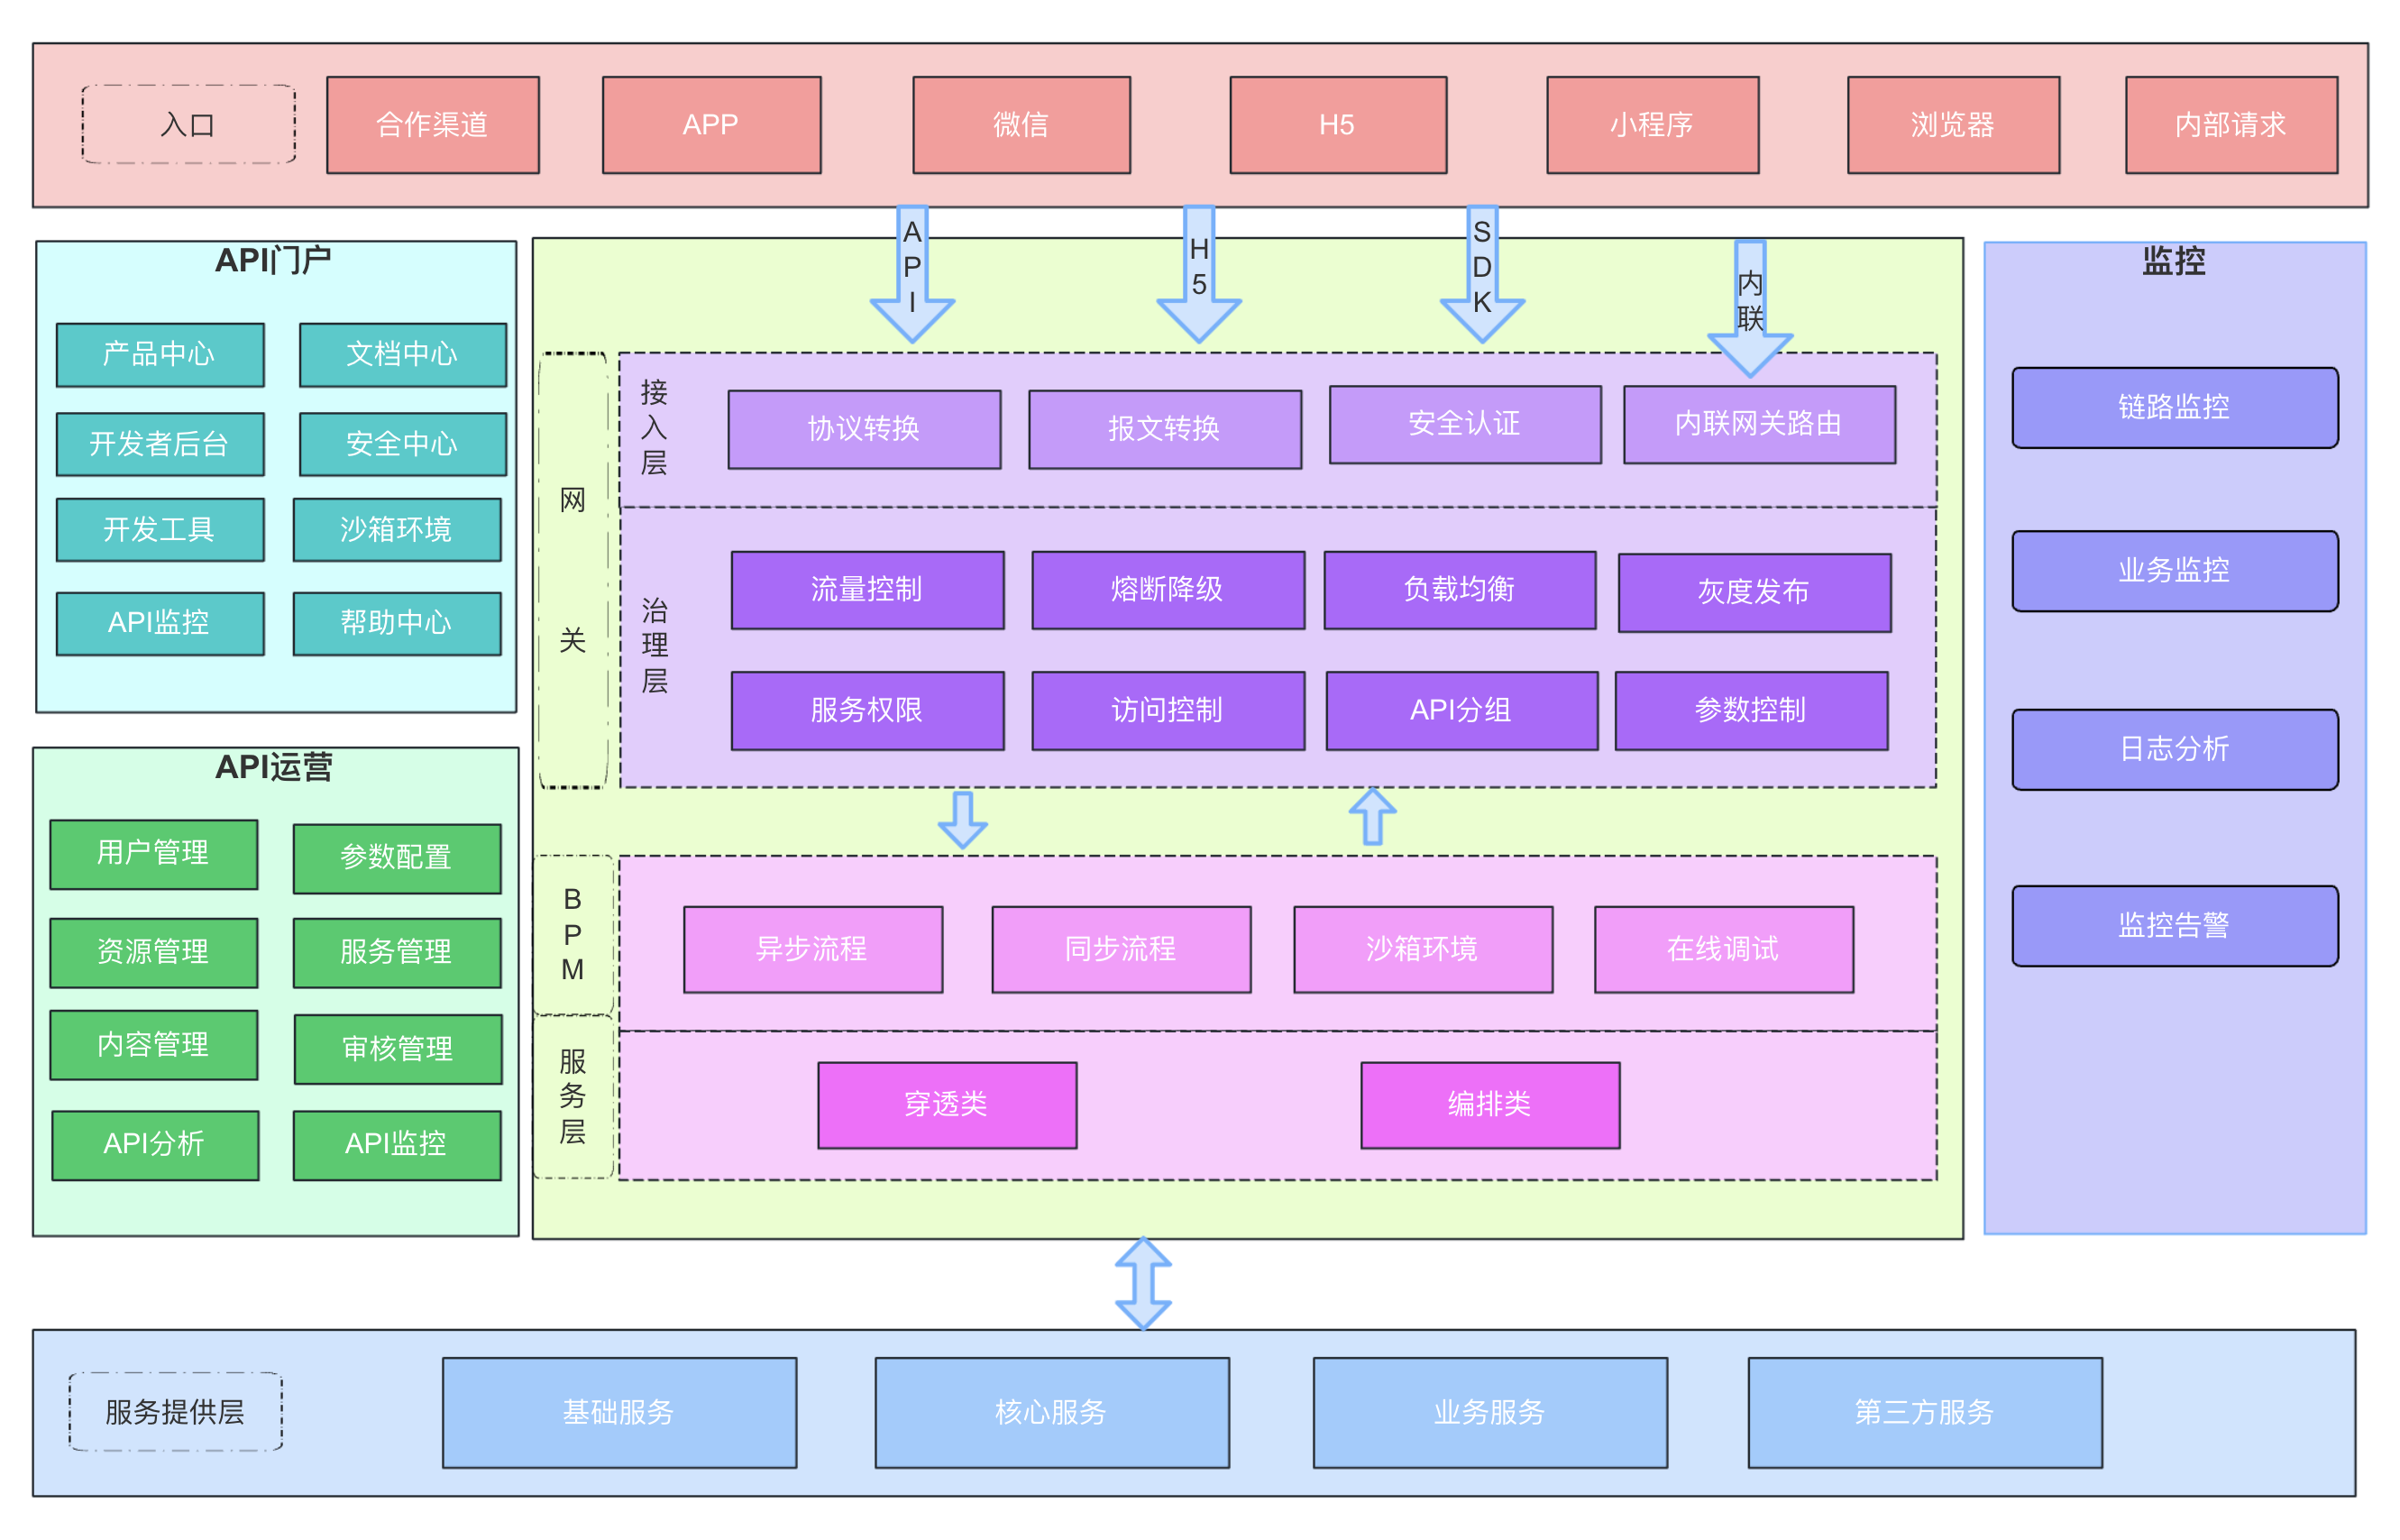 入口
合作渠道
APP
微信
H5
小程序
浏览器
内部请求
API
H5
SDK
内联
API门户
产品中心
文档中心
开发者后台
安全中心
开发工具
沙箱环境
API监控
帮助中心
API运营
用户管理
参数配置
资源管理
服务管理
内容管理
审核管理
API分析
API监控
网关
接入层
协议转换
报文转换
安全认证
内联网关路由
治理层
流量控制
熔断降级
负载均衡
灰度发布
服务权限
访问控制
API分组
参数控制
BPM
异步流程
同步流程
沙箱环境
在线调试
服务层
穿透类
编排类
监控
链路监控
业务监控
日志分析
监控告警
服务提供层
基础服务
核心服务
业务服务
第三方服务